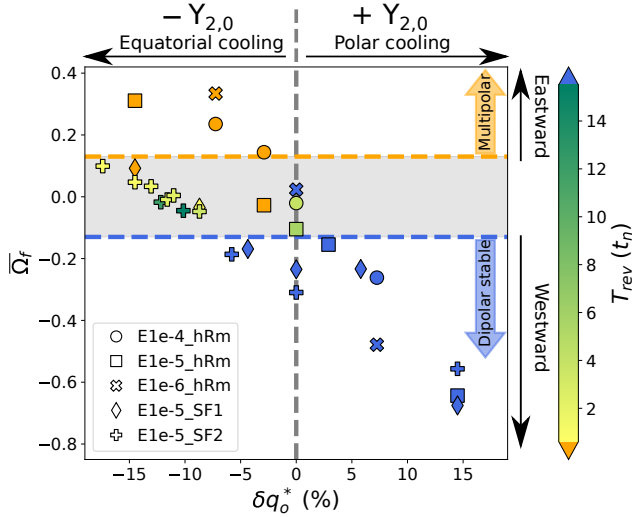 − Y2,0 + Y2,0
Equatorial cooling Polar cooling
0.4
0.2
0.0
−0.2
−0.4
−0.6
−0.8
Ω̅f
−15 −10 −5 0 5 10 15
δqo* (%)
E1e-4_hRm
E1e-5_hRm
E1e-6_hRm
E1e-5_SF1
E1e-5_SF2
Multipolar
Dipolar stable
Eastward
Westward
14
12
10
8
6
4
2
Trev (tη)